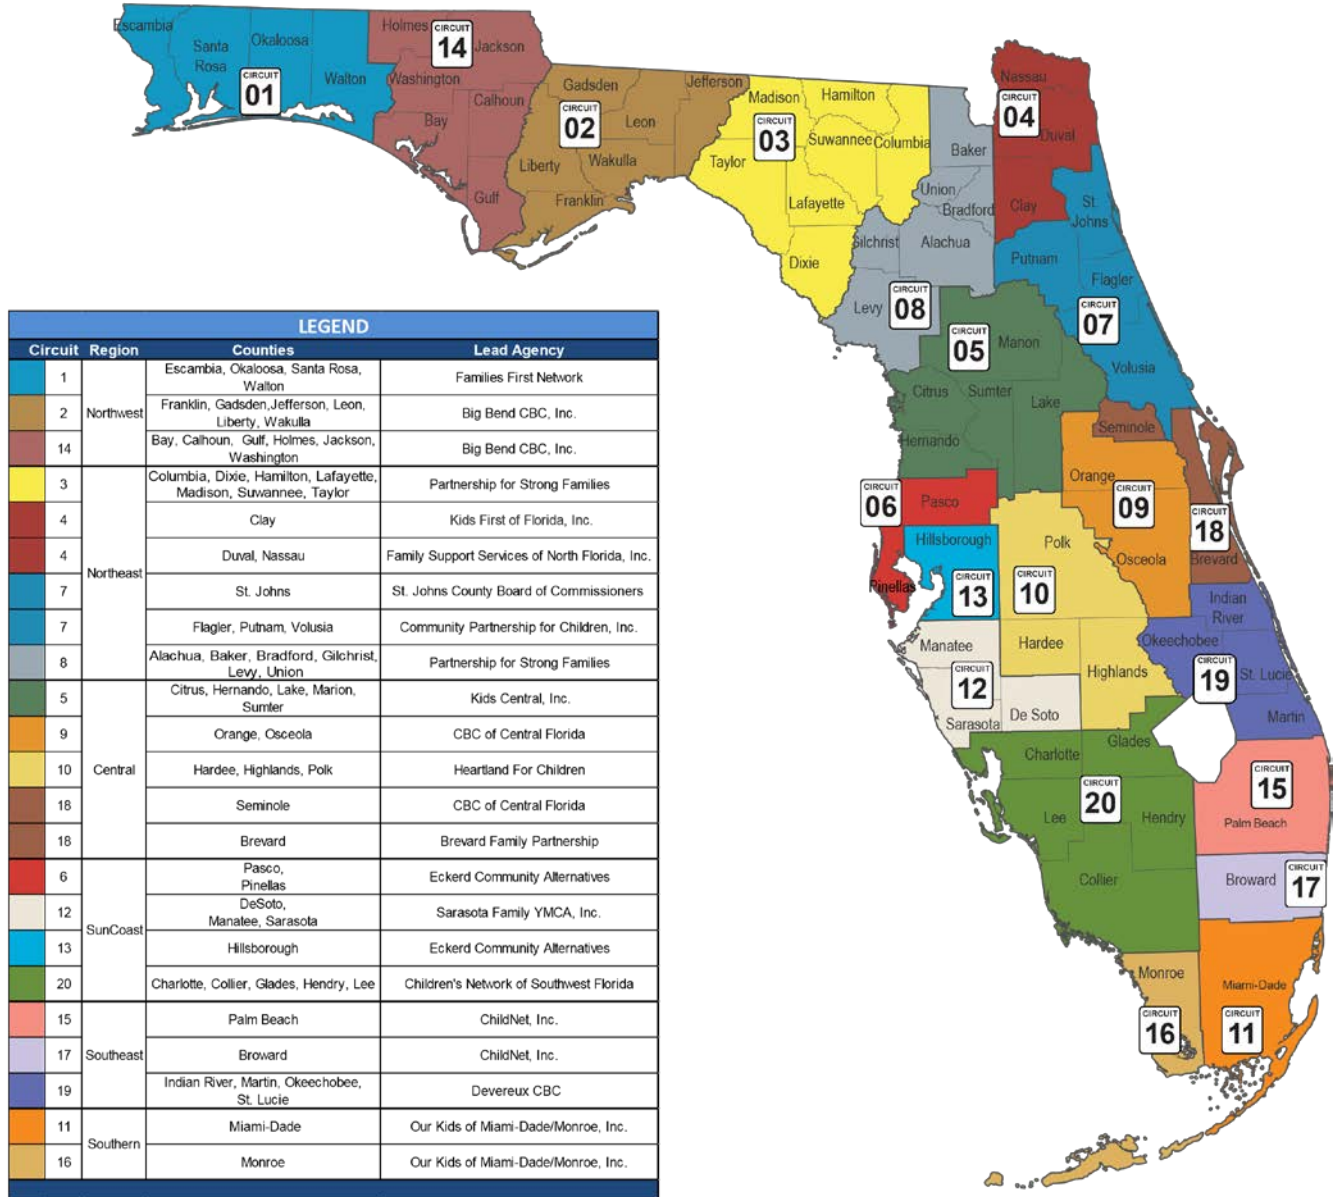 Escambia
Santa
Rosa
Okaloosa
Walton
CIRCUIT
01
Holmes
CIRCUIT
14
Jackson
Washington
Calhoun
Bay
Gulf
Gadsden
Jefferson
CIRCUIT
02
Leon
Liberty
Wakulla
Franklin
Madison
Hamilton
CIRCUIT
03
Suwannee
Columbia
Taylor
Lafayette
Dixie
Nassau
CIRCUIT
04
Duval
Clay
Baker
Union
Bradford
Gilchrist
Alachua
Levy
CIRCUIT
08
St.
Johns
Putnam
Flagler
CIRCUIT
07
Volusia
CIRCUIT
05
Marion
Citrus
Sumter
Lake
Hernando
Seminole
Orange
CIRCUIT
09
Osceola
CIRCUIT
18
Brevard
CIRCUIT
06
Pasco
Pinellas
Hillsborough
CIRCUIT
13
Polk
CIRCUIT
10
Hardee
Highlands
Manatee
CIRCUIT
12
Sarasota
De Soto
Indian
River
Okeechobee
CIRCUIT
19
St. Lucie
Martin
Charlotte
Glades
CIRCUIT
20
Lee
Hendry
Collier
CIRCUIT
15
Palm Beach
Broward
CIRCUIT
17
Monroe
CIRCUIT
16
Miami-Dade
CIRCUIT
11
LEGEND
Circuit Region Counties Lead Agency
1 Escambia, Okaloosa, Santa Rosa, Families First Network
Walton
Northwest
2 Franklin, Gadsden,Jefferson, Leon, Big Bend CBC, Inc.
Liberty, Wakulla
14 Bay, Calhoun, Gulf, Holmes, Jackson, Big Bend CBC, Inc.
Washington
3 Columbia, Dixie, Hamilton, Lafayette, Partnership for Strong Families
Madison, Suwannee, Taylor
4 Clay Kids First of Florida, Inc.
4 Duval, Nassau Family Support Services of North Florida, Inc.
Northeast
7 St. Johns St. Johns County Board of Commissioners
7 Flagler, Putnam, Volusia Community Partnership for Children, Inc.
8 Alachua, Baker, Bradford, Gilchrist, Partnership for Strong Families
Levy, Union
5 Citrus, Hernando, Lake, Marion, Kids Central, Inc.
Sumter
9 Orange, Osceola CBC of Central Florida
10 Central Hardee, Highlands, Polk Heartland For Children
18 Seminole CBC of Central Florida
18 Brevard Brevard Family Partnership
6 Pasco, Eckerd Community Alternatives
Pinellas
12 DeSoto, Sarasota Family YMCA, Inc.
Manatee, Sarasota
SunCoast
13 Hillsborough Eckerd Community Alternatives
20 Charlotte, Collier, Glades, Hendry, Lee Children's Network of Southwest Florida
15 Palm Beach ChildNet, Inc.
17 Southeast Broward ChildNet, Inc.
19 Indian River, Martin, Okeechobee, Devereux CBC
St. Lucie
11 Miami-Dade Our Kids of Miami-Dade/Monroe, Inc.
Southern
16 Monroe Our Kids of Miami-Dade/Monroe, Inc.